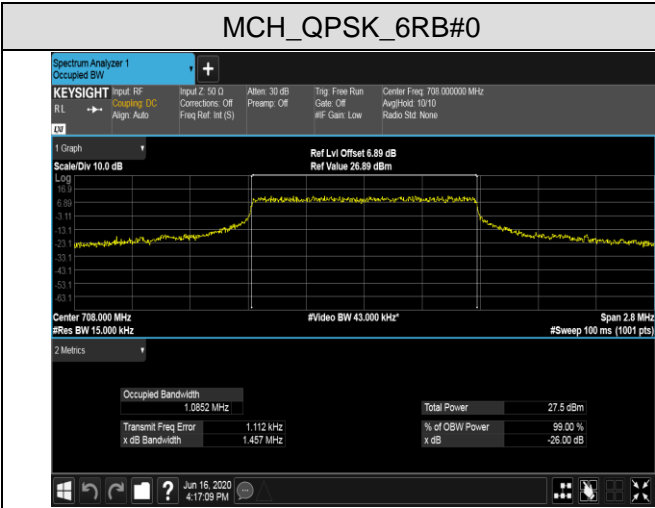 MCH_QPSK_6RB#0
Spectrum Analyzer 1
Occupied BW
+
KEYSIGHT
RL
Input: RF
Coupling: DC
Align: Auto
Input Z: 50 Ω
Corrections: Off
Freq Ref: Int (S)
Atten: 30 dB
Preamp: Off
Trig: Free Run
Gate: Off
#IF Gain: Low
Center Freq: 708.000000 MHz
Avg|Hold: 10/10
Radio Std: None
LXI
1 Graph
Scale/Div 10.0 dB
Ref Lvl Offset 6.89 dB
Ref Value 26.89 dBm
Log
16.9
6.89
-3.11
-13.1
-23.1
-33.1
-43.1
-53.1
-63.1
Center 708.000 MHz
#Res BW 15.000 kHz
#Video BW 43.000 kHz*
Span 2.8 MHz
#Sweep 100 ms (1001 pts)
2 Metrics
Occupied Bandwidth
1.0852 MHz
Total Power 27.5 dBm
Transmit Freq Error 1.112 kHz
% of OBW Power 99.00 %
x dB Bandwidth 1.457 MHz
x dB -26.00 dB
?
Jun 16, 2020
4:17:09 PM